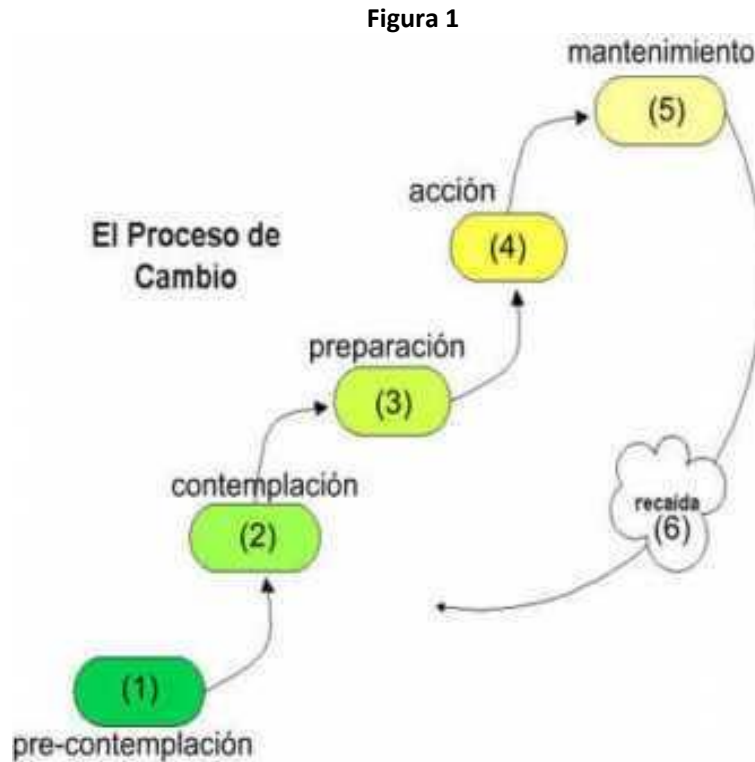 Figura 1
mantenimiento
(5)
acción
(4)
El Proceso de
Cambio
preparación
(3)
contemplación
(2)
recaída
(6)
(1)
pre-contemplación